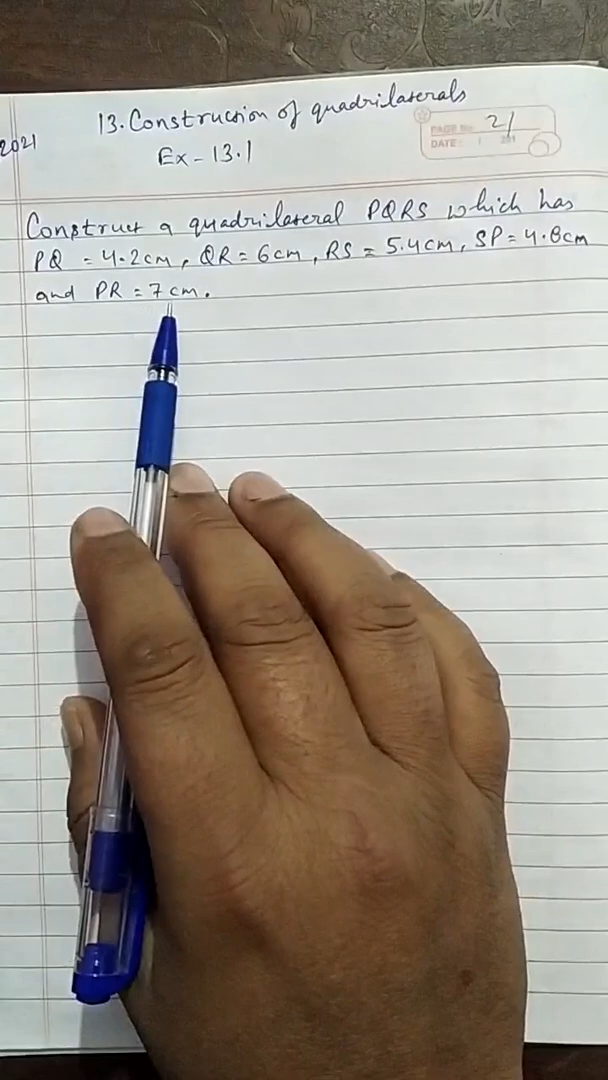 13. Construction of quadrilaterals
2021
PAGE No. 21
DATE:
Ex - 13.1
Construct a quadrilateral PQRS which has
PQ = 4.2cm, QR = 6cm, RS = 5.4cm, SP = 4.8cm
and PR = 7cm.